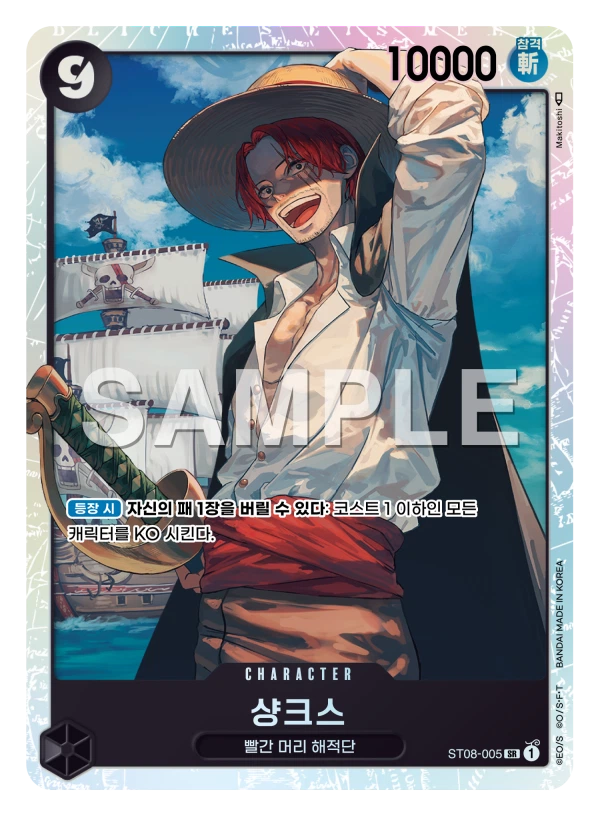 9
10000
참격
斬
Makitoshi
SAMPLE
등장 시 자신의 패 1장을 버릴 수 있다: 코스트 1 이하인 모든
캐릭터를 KO 시킨다.
CHARACTER
샹크스
빨간 머리 해적단
ST08-005 SR 1
©EO/S ©O/S·F·T BANDAI MADE IN KOREA